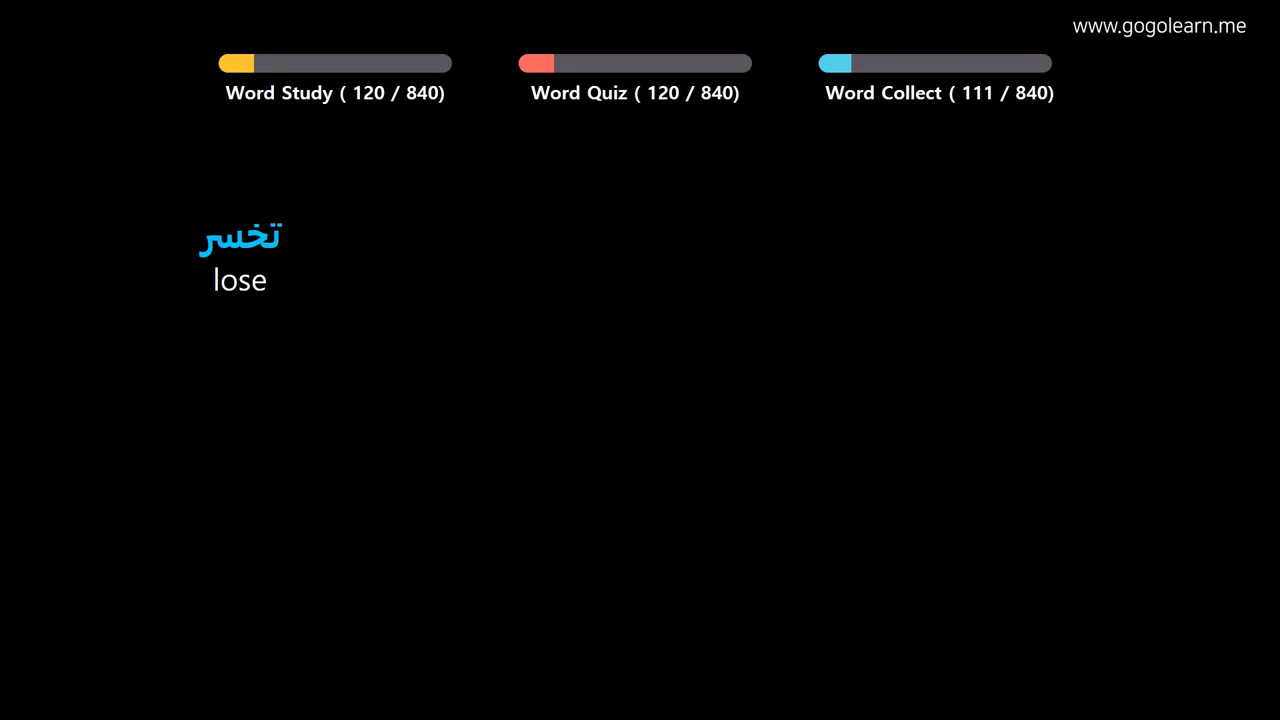 www.gogolearn.me
Word Study ( 120 / 840)
Word Quiz ( 120 / 840)
Word Collect ( 111 / 840)
تخسر
lose